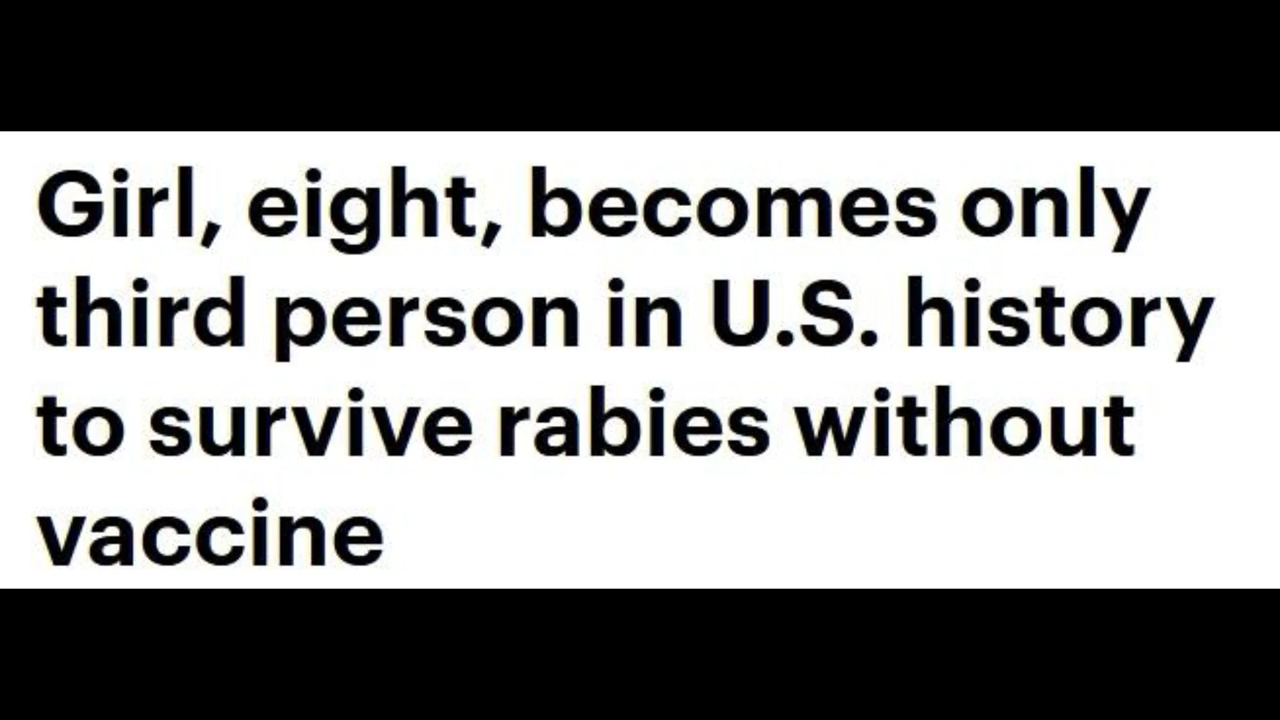 Girl, eight, becomes only
third person in U.S. history
to survive rabies without
vaccine